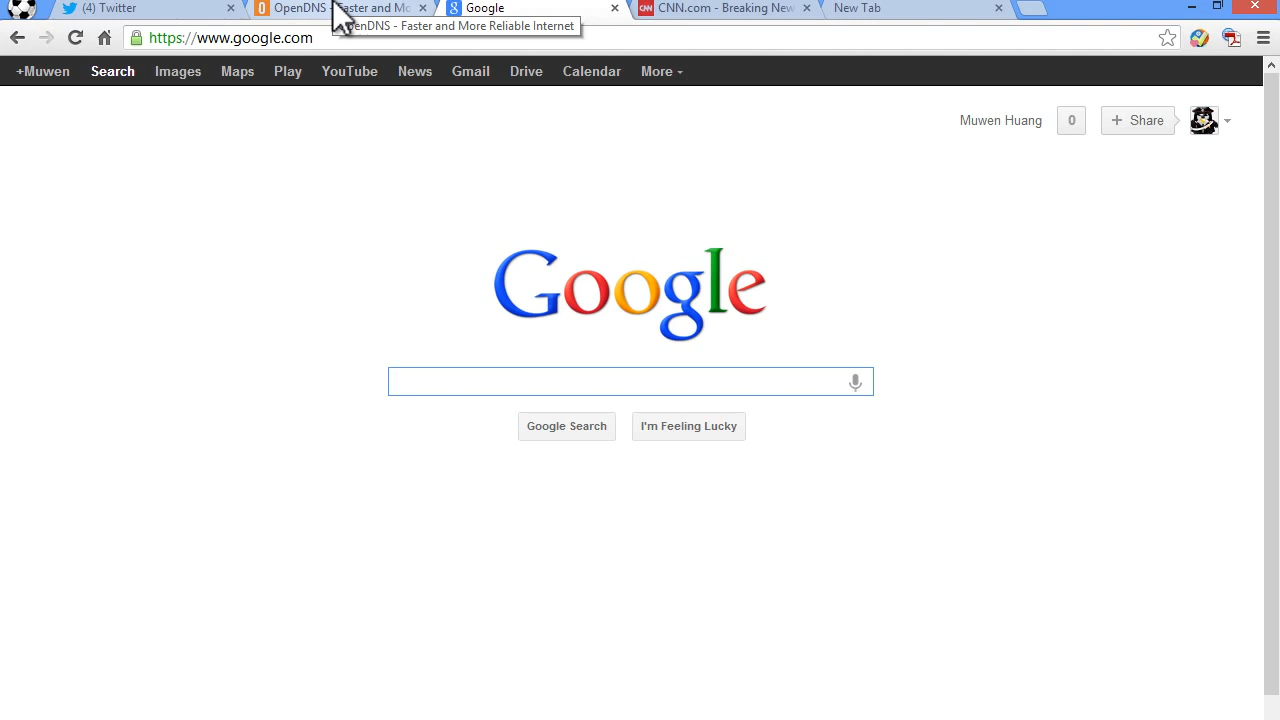 (4) Twitter
OpenDNS - Faster and Mo
Google
CNN.com - Breaking New
New Tab
enDNS - Faster and More Reliable Internet
https://www.google.com
+Muwen Search Images Maps Play YouTube News Gmail Drive Calendar More
Muwen Huang 0 + Share
Google
Google Search I'm Feeling Lucky